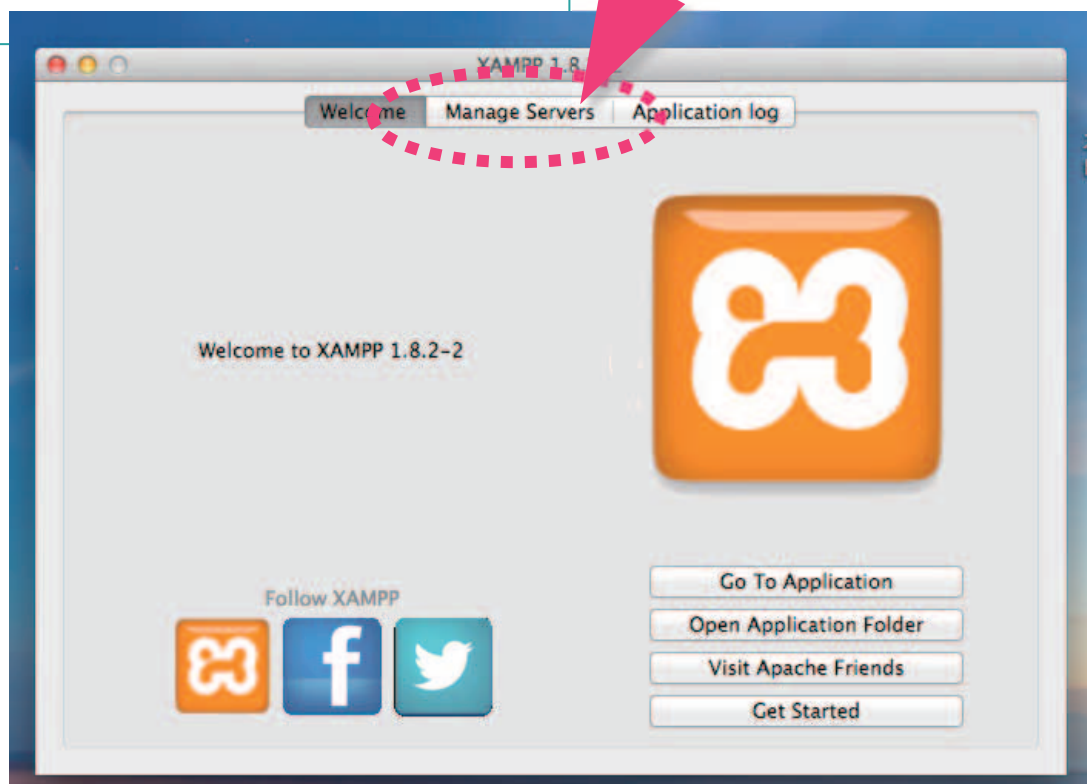 XAMPP 1.8
Welcome Manage Servers Application log
Welcome to XAMPP 1.8.2-2
Go To Application
Follow XAMPP
Open Application Folder
Visit Apache Friends
Get Started